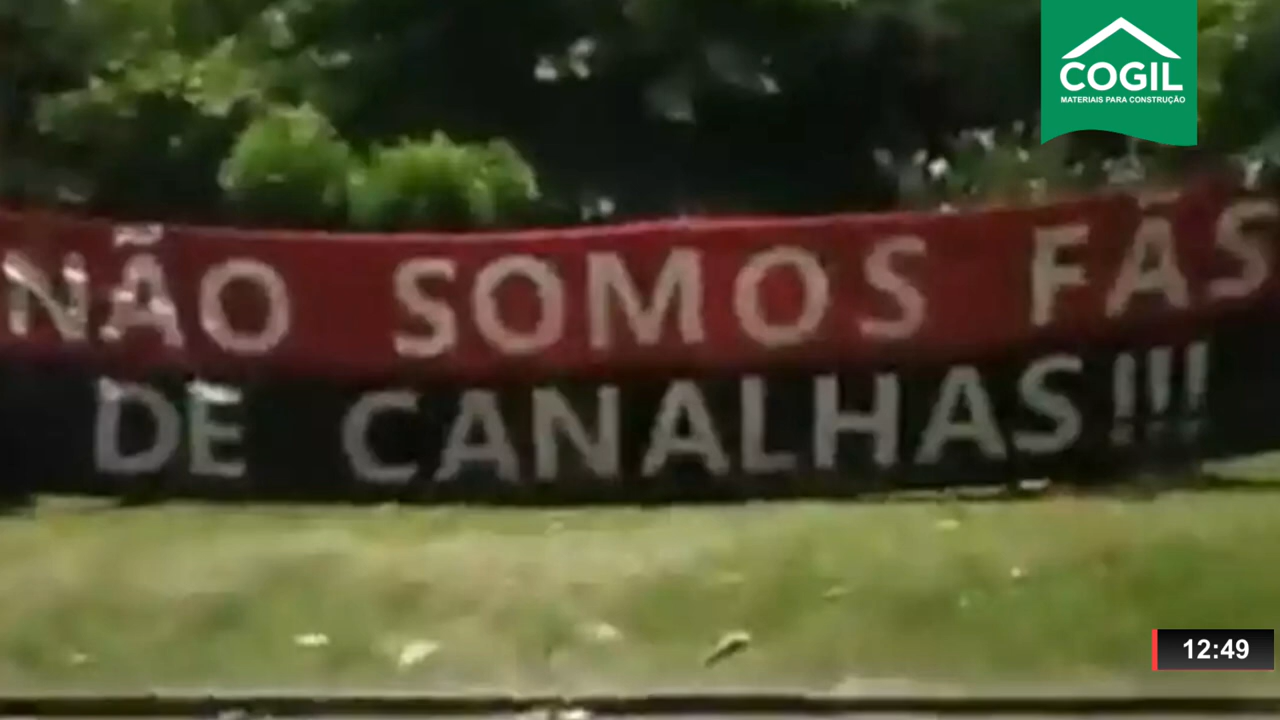 COGIL
MATERIAIS PARA CONSTRUÇÃO
NÃO SOMOS FÃS
DE CANALHAS!!!
12:49